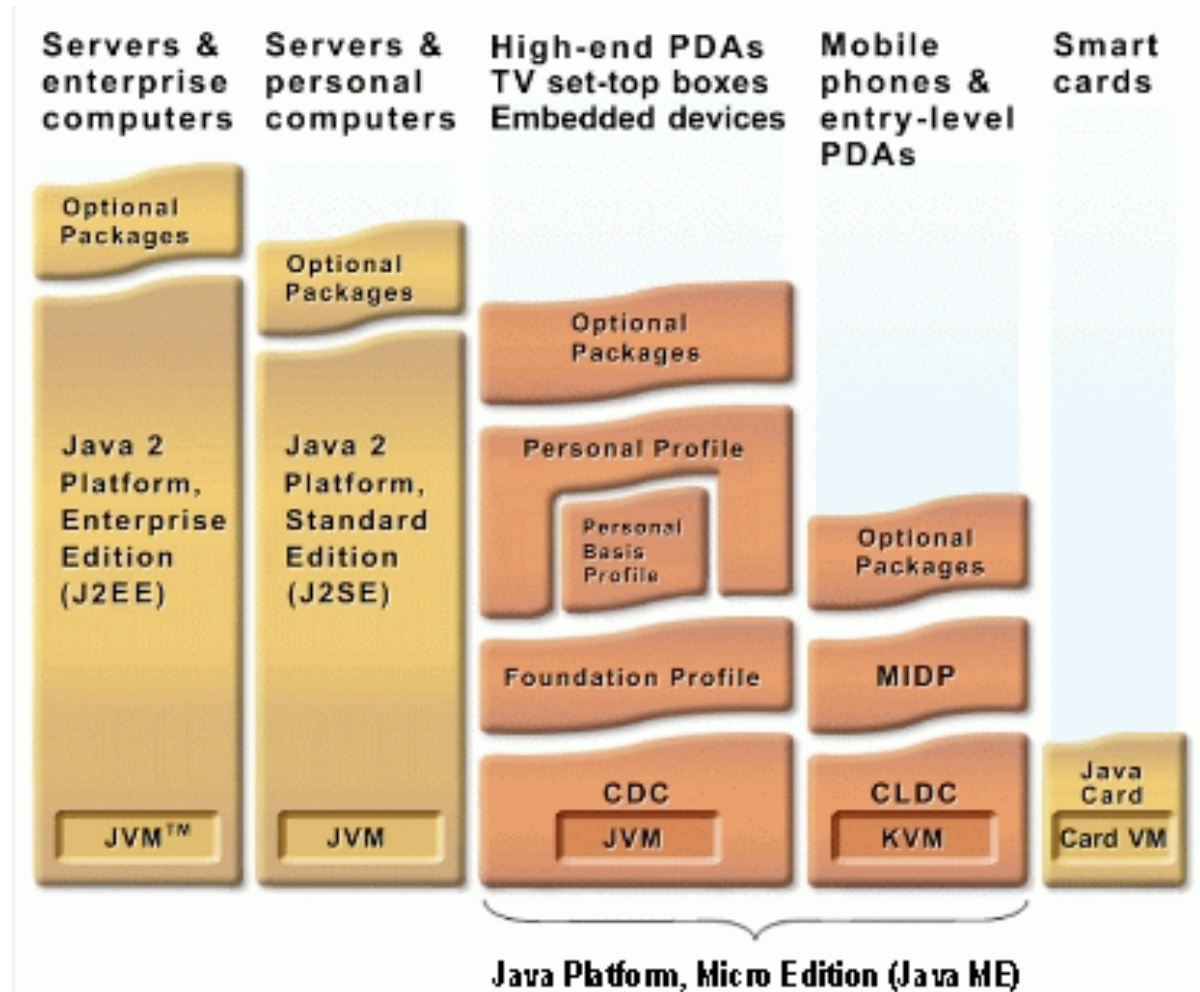 Servers &
enterprise
computers
Servers &
personal
computers
High-end PDAs
TV set-top boxes
Embedded devices
Mobile
phones &
entry-level
PDAs
Smart
cards
Optional
Packages
Java 2
Platform,
Enterprise
Edition
(J2EE)
JVM™
Optional
Packages
Java 2
Platform,
Standard
Edition
(J2SE)
JVM
Optional
Packages
Personal Profile
Personal
Basis
Profile
Foundation Profile
CDC
JVM
Optional
Packages
MIDP
CLDC
KVM
Java
Card
Card VM
Java Platform, Micro Edition (Java ME)